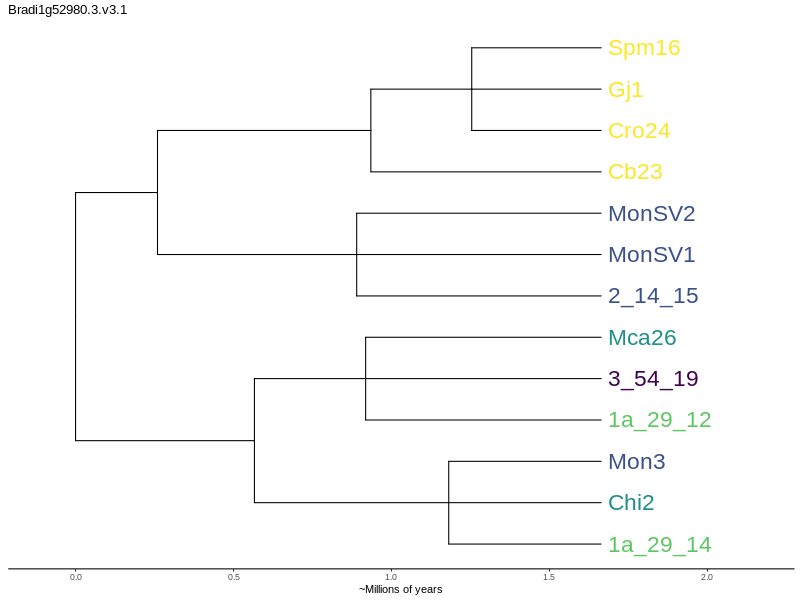 Bradi1g52980.3.v3.1
Spm16
Gj1
Cro24
Cb23
MonSV2
MonSV1
2_14_15
Mca26
3_54_19
1a_29_12
Mon3
Chi2
1a_29_14
0.0 0.5 1.0 1.5 2.0
~Millions of years